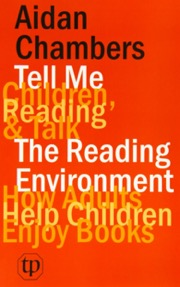 Aidan
Chambers
Tell Me
Children,
Reading
& Talk
The Reading
Environment
How Adults
Help Children
Enjoy Books
tp